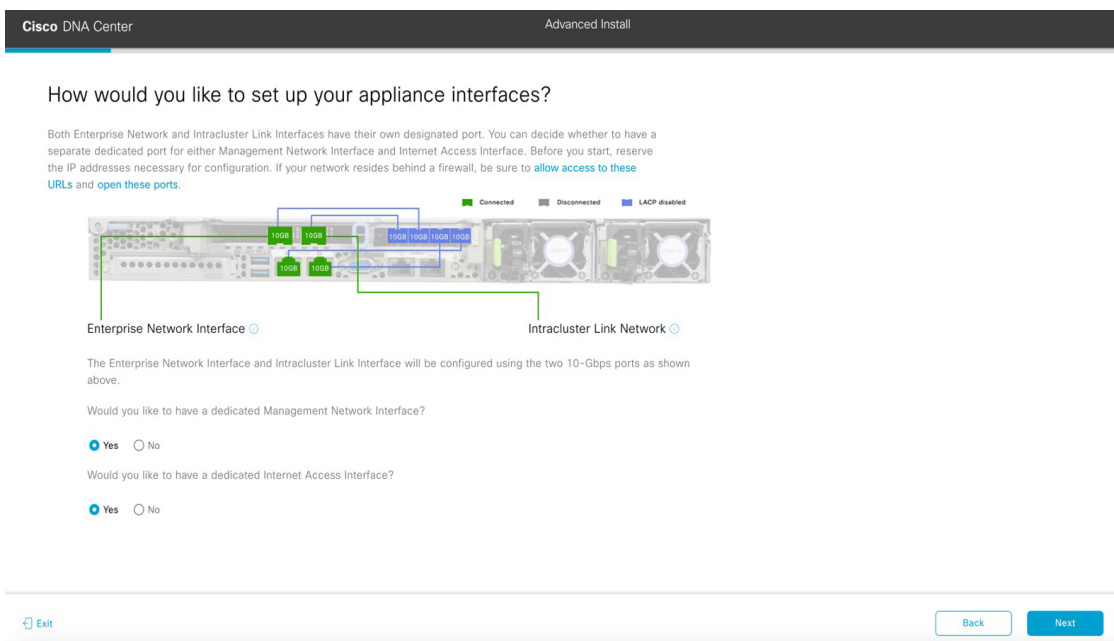 Cisco DNA Center
Advanced Install
How would you like to set up your appliance interfaces?
Both Enterprise Network and Intracluster Link Interfaces have their own designated port. You can decide whether to have a
separate dedicated port for either Management Network Interface and Internet Access Interface. Before you start, reserve
the IP addresses necessary for configuration. If your network resides behind a firewall, be sure to allow access to these
URLs and open these ports.
Connected Disconnected LACP disabled
10GB 10GB 10GB 10GB 10GB 10GB
10GB 10GB
Enterprise Network Interface
Intracluster Link Network
The Enterprise Network Interface and Intracluster Link Interface will be configured using the two 10-Gbps ports as shown
above.
Would you like to have a dedicated Management Network Interface?
Yes No
Would you like to have a dedicated Internet Access Interface?
Yes No
Exit
Back
Next